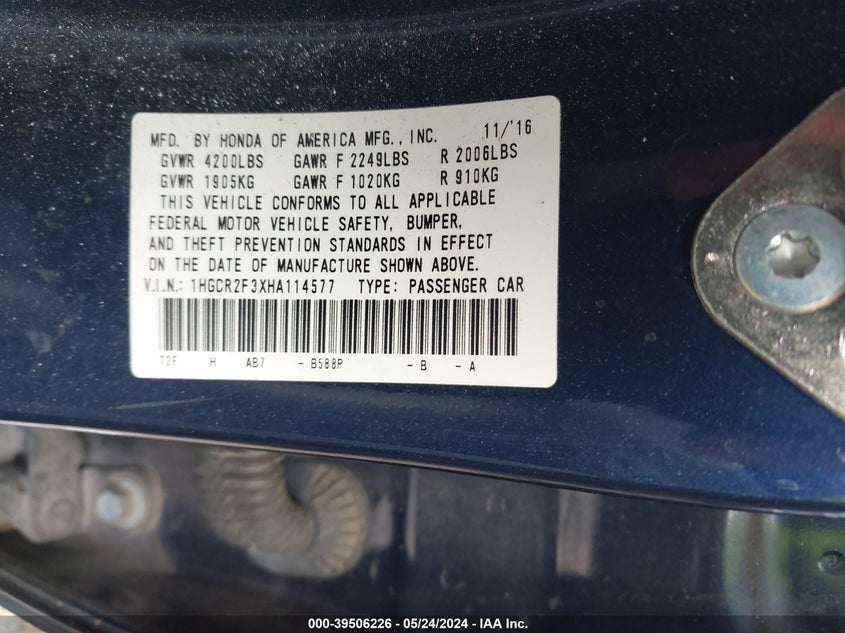 MFD. BY HONDA OF AMERICA MFG., INC. 11/'16
GVWR 4200LBS GAWR F 2249LBS R 2006LBS
GVWR 1905KG GAWR F 1020KG R 910KG
THIS VEHICLE CONFORMS TO ALL APPLICABLE
FEDERAL MOTOR VEHICLE SAFETY, BUMPER,
AND THEFT PREVENTION STANDARDS IN EFFECT
ON THE DATE OF MANUFACTURE SHOWN ABOVE.
V.I.N.: 1HGCR2F3XHA114577 TYPE: PASSENGER CAR
T2F H AB7 - B588P - B - A
000-39506226 - 05/24/2024 - IAA Inc.